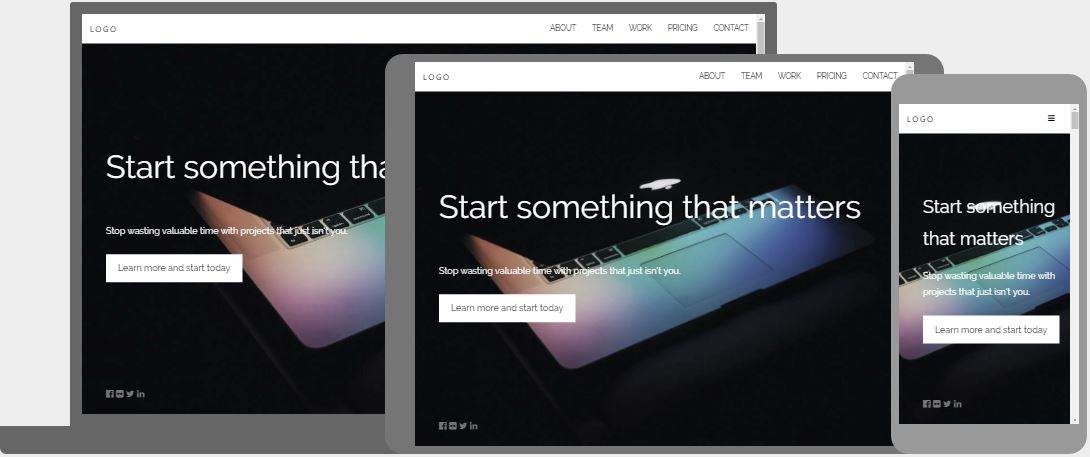 LOGO
ABOUT TEAM WORK PRICING CONTACT
Start something tha
Stop wasting valuable time with projects that just isn't you.
Learn more and start today
LOGO
ABOUT TEAM WORK PRICING CONTACT
Start something that matters
Stop wasting valuable time with projects that just isn't you.
Learn more and start today
LOGO
Start something
that matters
Stop wasting valuable time with
projects that just isn't you.
Learn more and start today